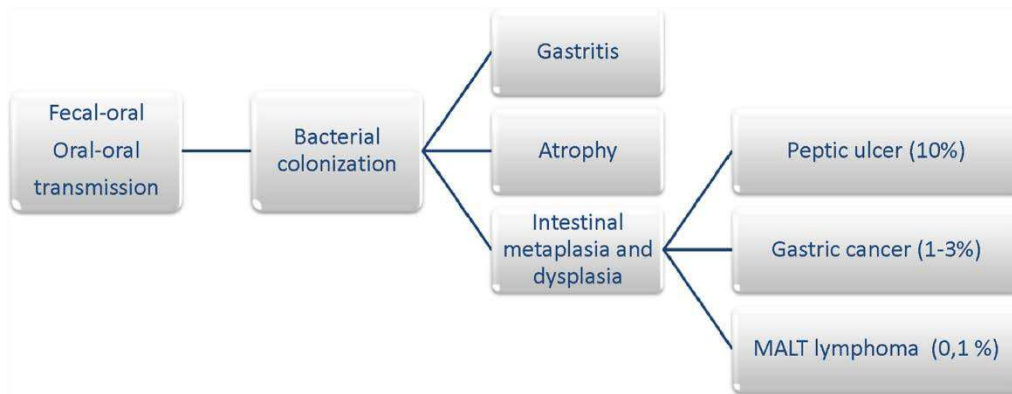 Fecal-oral
Oral-oral
transmission
Bacterial
colonization
Gastritis
Atrophy
Intestinal
metaplasia and
dysplasia
Peptic ulcer (10%)
Gastric cancer (1-3%)
MALT lymphoma (0,1 %)